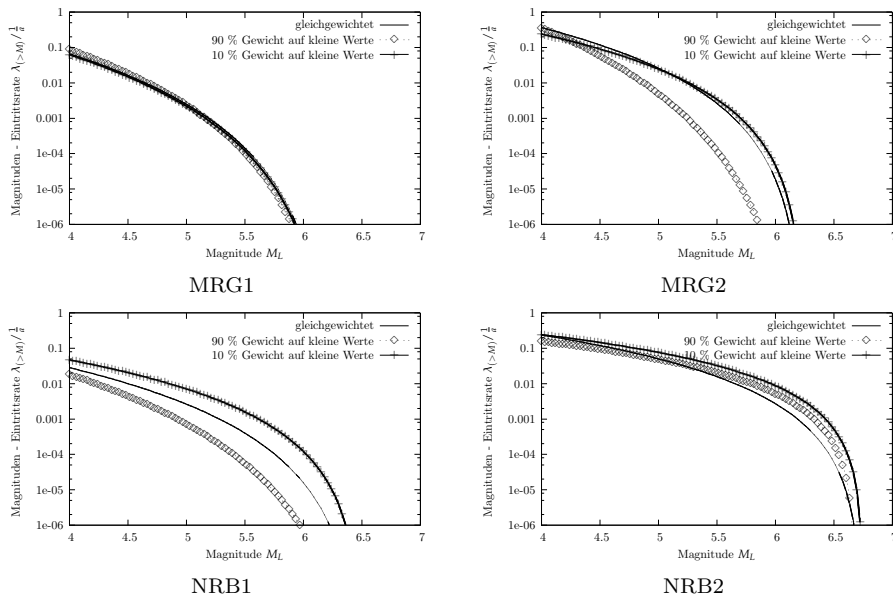 Magnituden - Eintrittsrate λ(>M)/ 1/a
1
0.1
0.01
0.001
1e-04
1e-05
1e-06
gleichgewichtet
90 % Gewicht auf kleine Werte
10 % Gewicht auf kleine Werte
4 4.5 5 5.5 6 6.5 7
Magnitude M_L
MRG1
Magnituden - Eintrittsrate λ(>M)/ 1/a
1
0.1
0.01
0.001
1e-04
1e-05
1e-06
gleichgewichtet
90 % Gewicht auf kleine Werte
10 % Gewicht auf kleine Werte
4 4.5 5 5.5 6 6.5 7
Magnitude M_L
MRG2
Magnituden - Eintrittsrate λ(>M)/ 1/a
1
0.1
0.01
0.001
1e-04
1e-05
1e-06
gleichgewichtet
90 % Gewicht auf kleine Werte
10 % Gewicht auf kleine Werte
4 4.5 5 5.5 6 6.5 7
Magnitude M_L
NRB1
Magnituden - Eintrittsrate λ(>M)/ 1/a
1
0.1
0.01
0.001
1e-04
1e-05
1e-06
gleichgewichtet
90 % Gewicht auf kleine Werte
10 % Gewicht auf kleine Werte
4 4.5 5 5.5 6 6.5 7
Magnitude M_L
NRB2